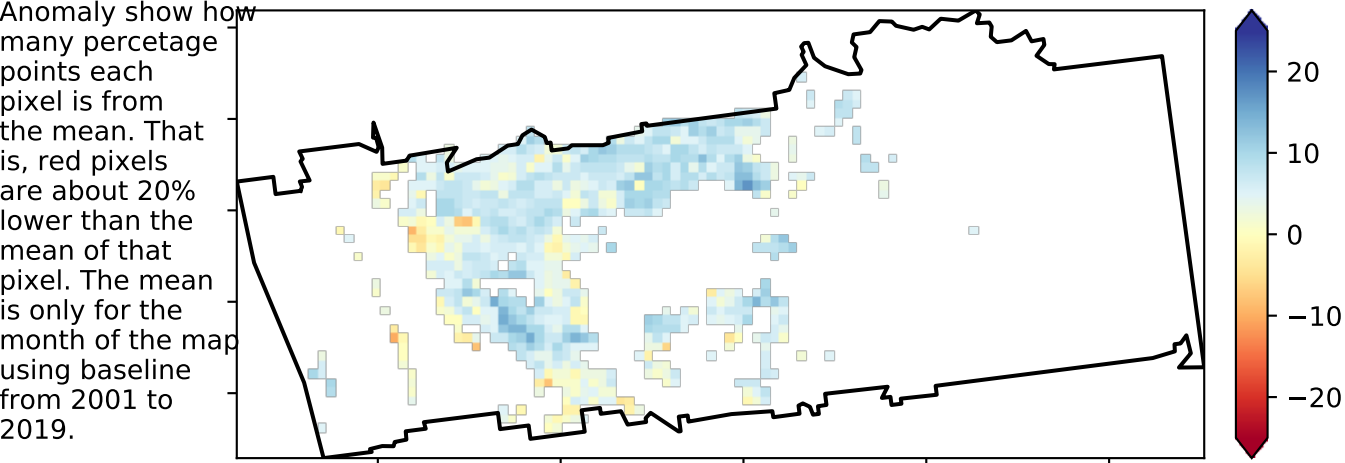 Anomaly show how
many percetage
points each
pixel is from
the mean. That
is, red pixels
are about 20%
lower than the
mean of that
pixel. The mean
is only for the
month of the map
using baseline
from 2001 to
2019.
20
10
0
−10
−20